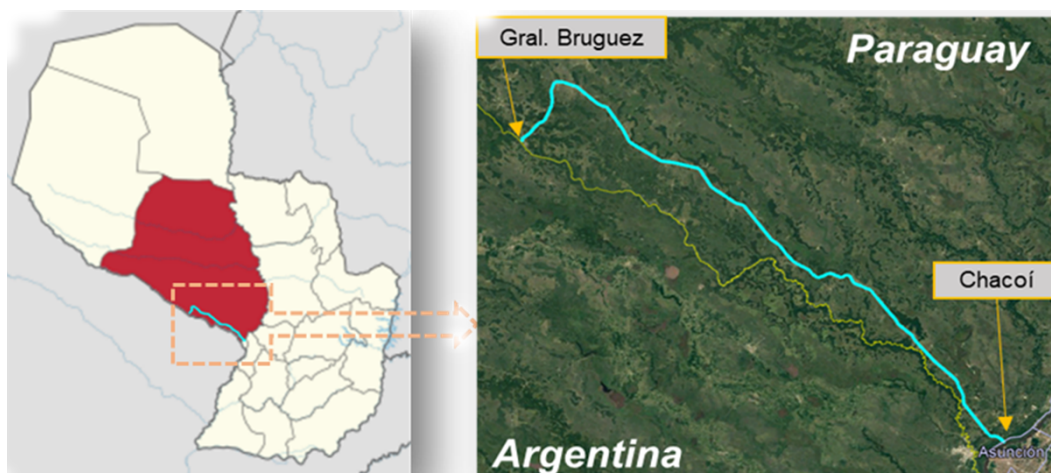 Gral. Bruguez
Paraguay
Chacoí
Argentina
Asunción